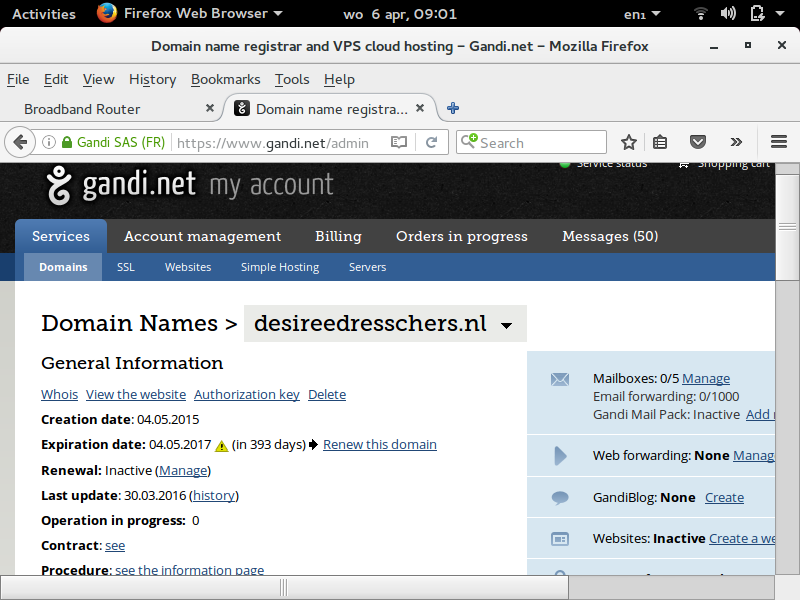 Activities Firefox Web Browser wo 6 apr, 09:01 en₁
Domain name registrar and VPS cloud hosting – Gandi.net – Mozilla Firefox
File Edit View History Bookmarks Tools Help
Broadband Router × Domain name registra... ×
Gandi SAS (FR) https://www.gandi.net/admin Search
Service status Shopping cart
gandi.net my account
Services Account management Billing Orders in progress Messages (50)
Domains SSL Websites Simple Hosting Servers
Domain Names > desireedresschers.nl
General Information
Whois View the website Authorization key Delete
Creation date: 04.05.2015
Expiration date: 04.05.2017 (in 393 days) Renew this domain
Renewal: Inactive (Manage)
Last update: 30.03.2016 (history)
Operation in progress: 0
Contract: see
Procedure: see the information page
Mailboxes: 0/5 Manage
Email forwarding: 0/1000
Gandi Mail Pack: Inactive Add
Web forwarding: None Manag
GandiBlog: None Create
Websites: Inactive Create a we